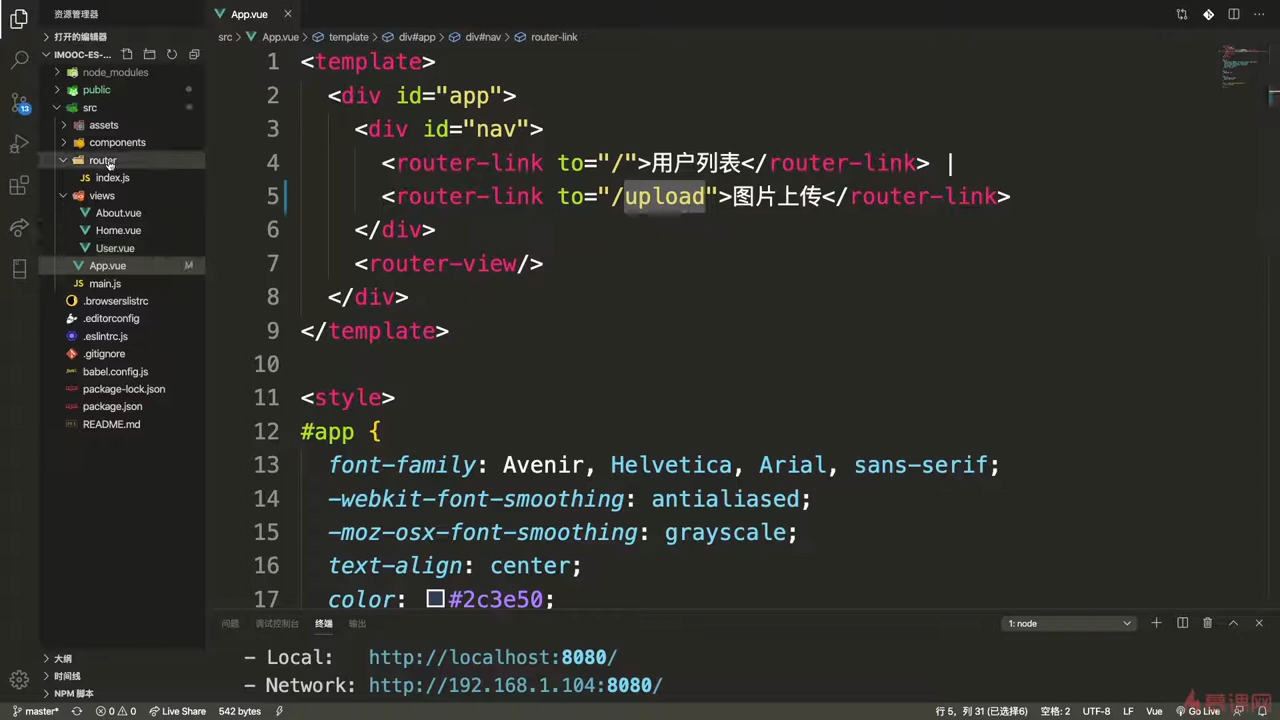 资源管理器
打开的编辑器
IMOOC-ES-...
node_modules
public
src
assets
components
router
index.js
views
About.vue
Home.vue
User.vue
App.vue M
main.js
.browserslistrc
.editorconfig
.eslintrc.js
.gitignore
babel.config.js
package-lock.json
package.json
README.md
大纲
时间线
NPM 脚本
13
App.vue
src > App.vue > template > div#app > div#nav > router-link
1 <template>
2 <div id="app">
3 <div id="nav">
4 <router-link to="/">用户列表</router-link> |
5 <router-link to="/upload">图片上传</router-link>
6 </div>
7 <router-view/>
8 </div>
9 </template>
10
11 <style>
12 #app {
13 font-family: Avenir, Helvetica, Arial, sans-serif;
14 -webkit-font-smoothing: antialiased;
15 -moz-osx-font-smoothing: grayscale;
16 text-align: center;
17 color: #2c3e50;
问题 调试控制台 终端 输出
1: node
- Local: http://localhost:8080/
- Network: http://192.168.1.104:8080/
master* 0 0 Live Share 542 bytes
行 5，列 31 (已选择6) 空格: 2 UTF-8 LF Vue Go Live
慕课网